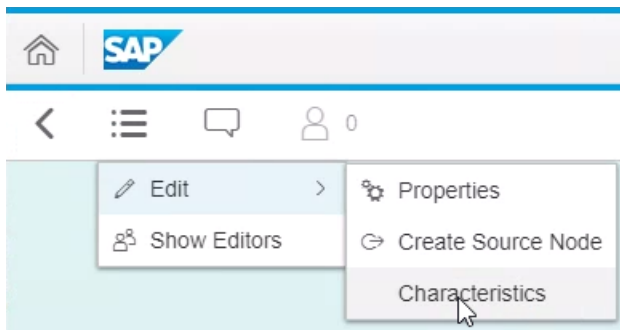 SAP
0
Edit
Properties
Show Editors
Create Source Node
Characteristics